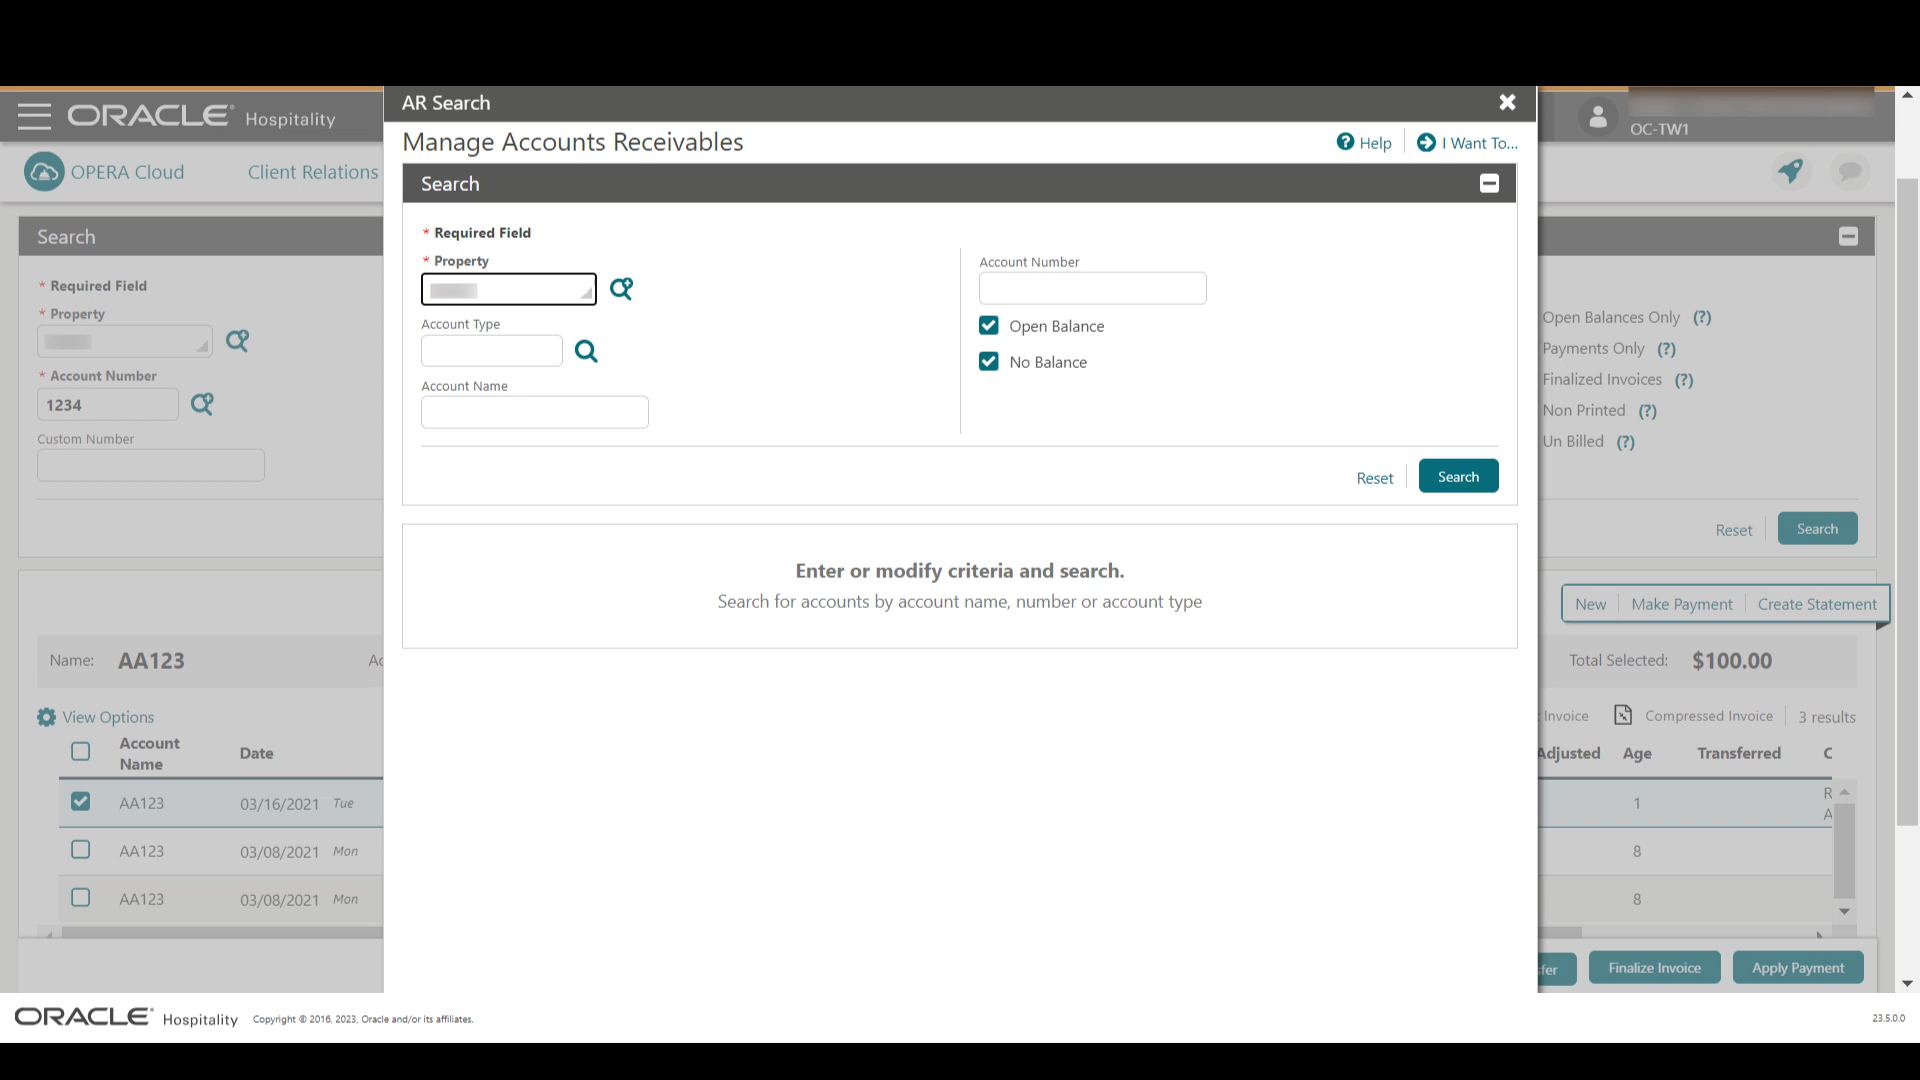 ORACLE Hospitality
OPERA Cloud
Client Relations
OC-TW1
AR Search
Manage Accounts Receivables
Help
I Want To...
Search
* Required Field
* Property
Account Type
Account Name
Account Number
Open Balance
No Balance
Reset
Search
Enter or modify criteria and search.
Search for accounts by account name, number or account type
Search
* Required Field
* Property
* Account Number
1234
Custom Number
Open Balances Only (?)
Payments Only (?)
Finalized Invoices (?)
Non Printed (?)
Un Billed (?)
Reset
Search
New
Make Payment
Create Statement
Name: AA123
Total Selected: $100.00
View Options
Invoice
Compressed Invoice
3 results
Account Name
Date
Adjusted
Age
Transferred
C
AA123 03/16/2021 Tue 1
R
A
AA123 03/08/2021 Mon 8
AA123 03/08/2021 Mon 8
Finalize Invoice
Apply Payment
ORACLE Hospitality Copyright © 2016, 2023, Oracle and/or its affiliates.
23.5.0.0